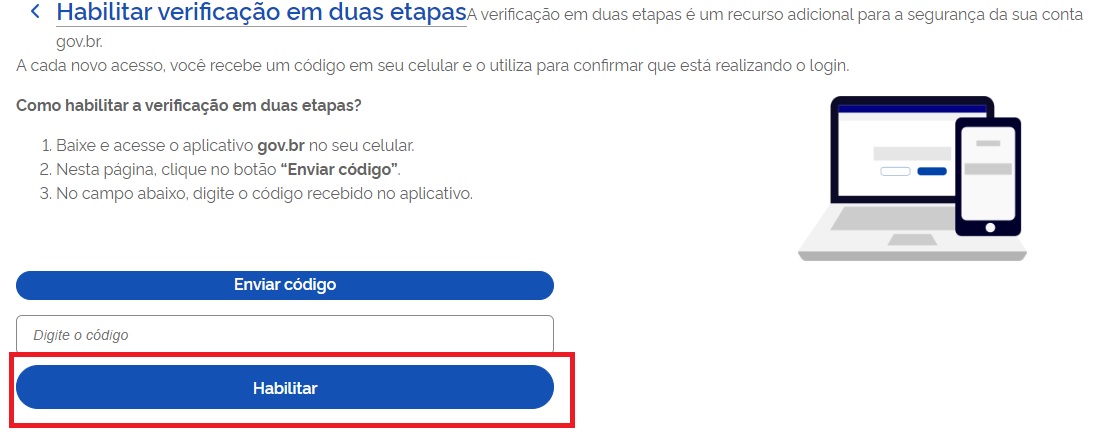 Habilitar verificação em duas etapasA verificação em duas etapas é um recurso adicional para a segurança da sua conta
gov.br.
A cada novo acesso, você recebe um código em seu celular e o utiliza para confirmar que está realizando o login.
Como habilitar a verificação em duas etapas?
1. Baixe e acesse o aplicativo gov.br no seu celular.
2. Nesta página, clique no botão “Enviar código”.
3. No campo abaixo, digite o código recebido no aplicativo.
Enviar código
Digite o código
Habilitar